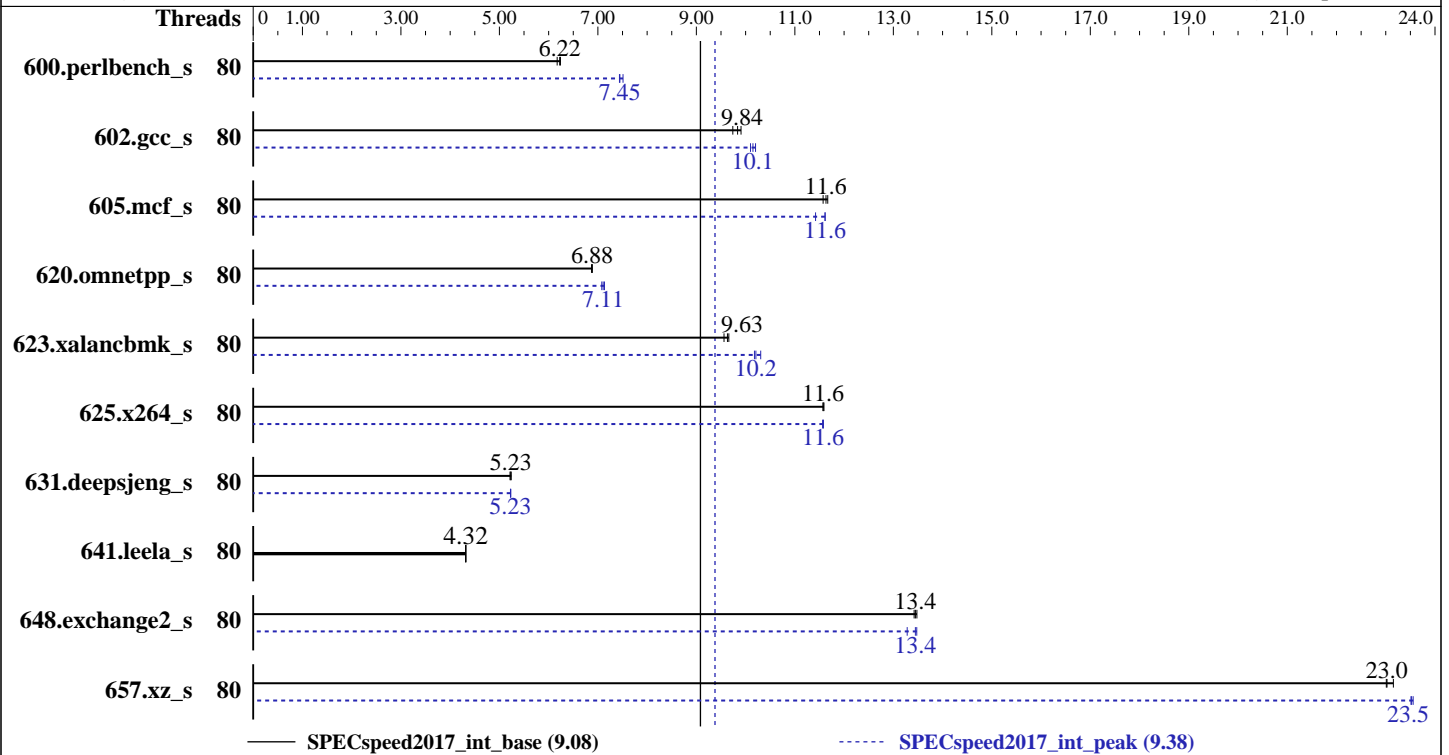 Threads 0 1.00 3.00 5.00 7.00 9.00 11.0 13.0 15.0 17.0 19.0 21.0 24.0
600.perlbench_s 80 6.22
7.45
602.gcc_s 80 9.84
10.1
605.mcf_s 80 11.6
11.6
620.omnetpp_s 80 6.88
7.11
623.xalancbmk_s 80 9.63
10.2
625.x264_s 80 11.6
11.6
631.deepsjeng_s 80 5.23
5.23
641.leela_s 80 4.32
648.exchange2_s 80 13.4
13.4
657.xz_s 80 23.0
23.5
SPECspeed2017_int_base (9.08) SPECspeed2017_int_peak (9.38)